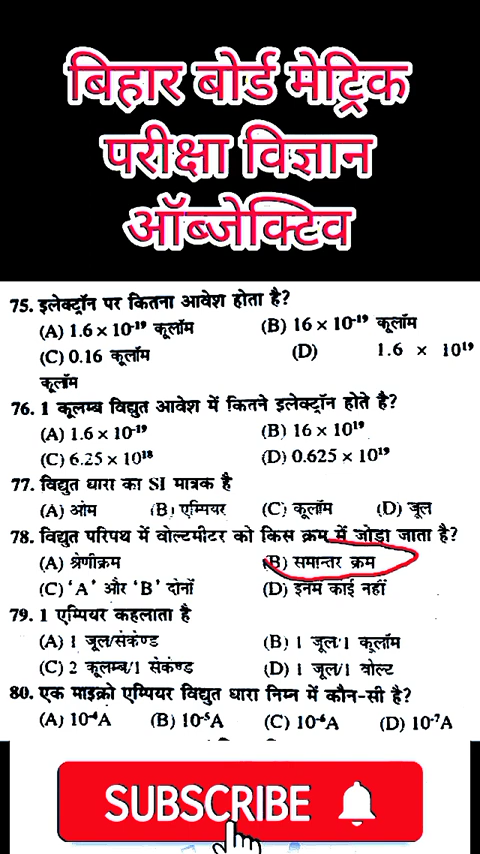 बिहार बोर्ड मेट्रिक
परीक्षा विज्ञान
ऑब्जेक्टिव
75. इलेक्ट्रॉन पर कितना आवेश होता है?
(A) 1.6 × 10⁻¹⁹ कूलॉम (B) 16 × 10⁻¹⁹ कूलॉम
(C) 0.16 कूलॉम (D) 1.6 × 10¹⁹
कूलॉम
76. 1 कूलम्ब विद्युत आवेश में कितने इलेक्ट्रॉन होते है?
(A) 1.6 × 10⁻¹⁹ (B) 16 × 10¹⁹
(C) 6.25 × 10¹⁸ (D) 0.625 × 10¹⁹
77. विद्युत धारा का SI मात्रक है
(A) ओम (B) एम्पियर (C) कूलॉम (D) जूल
78. विद्युत परिपथ में वोल्टमीटर को किस क्रम में जोड़ा जाता है?
(A) श्रेणीक्रम (B) समान्तर क्रम
(C) 'A' और 'B' दोनों (D) इनमें काई नहीं
79. 1 एम्पियर कहलाता है
(A) 1 जूल/सेकेण्ड (B) 1 जूल/1 कूलॉम
(C) 2 कूलम्ब/1 सेकेण्ड (D) 1 जूल/1 वोल्ट
80. एक माइक्रो एम्पियर विद्युत धारा निम्न में कौन-सी है?
(A) 10⁻⁴A (B) 10⁻⁵A (C) 10⁻⁶A (D) 10⁻⁷A
SUBSCRIBE